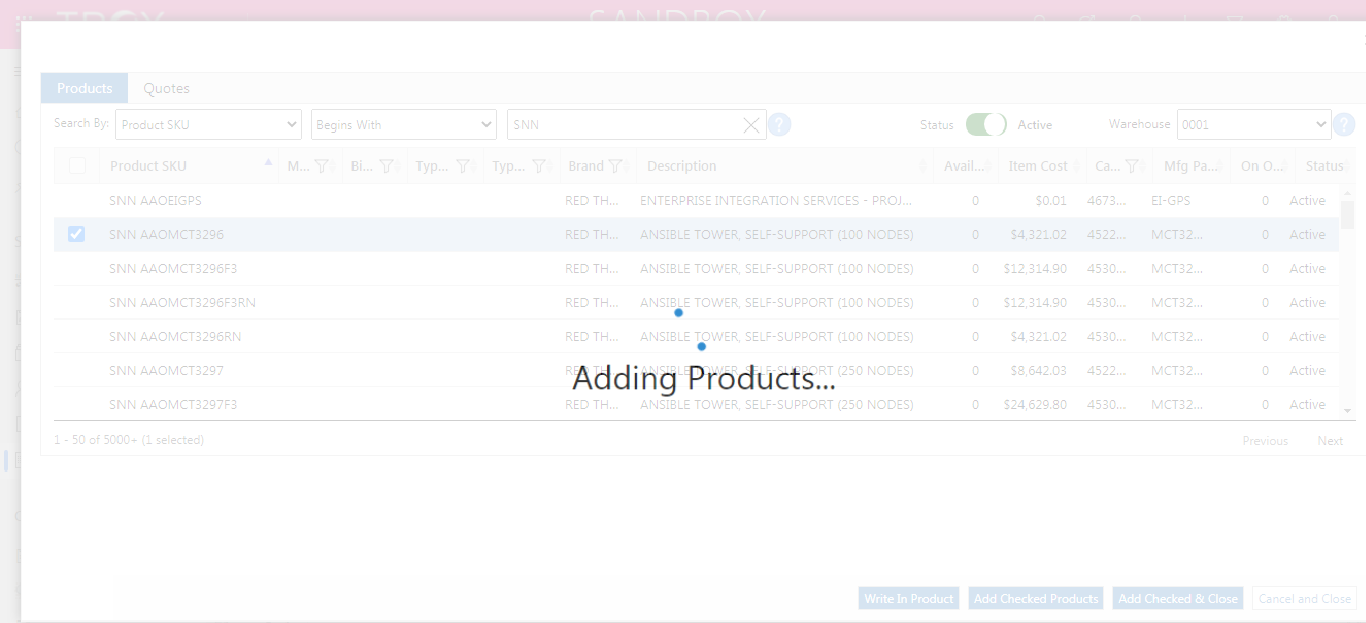 SANDBOX
Products Quotes
Search By: Product SKU Begins With SNN ? Status Active Warehouse 0001 ?
Product SKU M... Bi... Typ... Typ... Brand Description Avail... Item Cost Ca... Mfg Pa... On O... Status
SNN AAOEIGPS RED TH... ENTERPRISE INTEGRATION SERVICES - PROJ... 0 $0.01 4673... EI-GPS 0 Active
SNN AAOMCT3296 RED TH... ANSIBLE TOWER, SELF-SUPPORT (100 NODES) 0 $4,321.02 4522... MCT32... 0 Active
SNN AAOMCT3296F3 RED TH... ANSIBLE TOWER, SELF-SUPPORT (100 NODES) 0 $12,314.90 4530... MCT32... 0 Active
SNN AAOMCT3296F3RN RED TH... ANSIBLE TOWER, SELF-SUPPORT (100 NODES) 0 $12,314.90 4530... MCT32... 0 Active
SNN AAOMCT3296RN RED TH... ANSIBLE TOWER, SELF-SUPPORT (100 NODES) 0 $4,321.02 4530... MCT32... 0 Active
SNN AAOMCT3297 RED TH... ANSIBLE TOWER, SELF-SUPPORT (250 NODES) 0 $8,642.03 4522... MCT32... 0 Active
Adding Products...
SNN AAOMCT3297F3 RED TH... ANSIBLE TOWER, SELF-SUPPORT (250 NODES) 0 $24,629.80 4530... MCT32... 0 Active
1 - 50 of 5000+ (1 selected) Previous Next
Write In Product Add Checked Products Add Checked & Close Cancel and Close